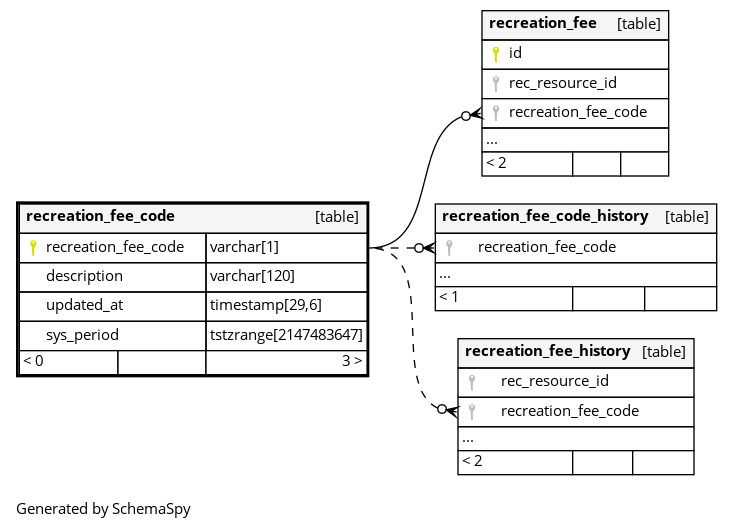 recreation_fee [table]
id
rec_resource_id
recreation_fee_code
...
< 2
recreation_fee_code [table]
recreation_fee_code varchar[1]
description varchar[120]
updated_at timestamp[29,6]
sys_period tstzrange[2147483647]
< 0 3 >
recreation_fee_code_history [table]
recreation_fee_code
...
< 1
recreation_fee_history [table]
rec_resource_id
recreation_fee_code
...
< 2
Generated by SchemaSpy